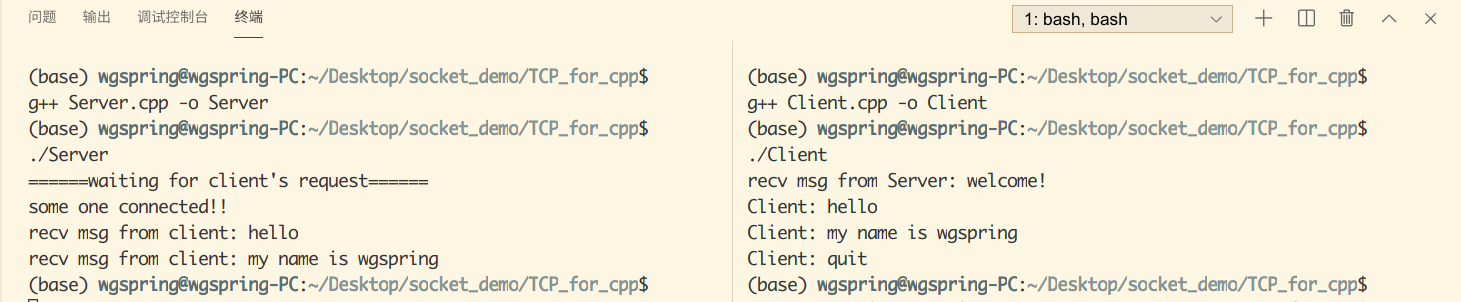 问题 输出 调试控制台 终端
1: bash, bash
(base) wgspring@wgspring-PC:~/Desktop/socket_demo/TCP_for_cpp$
g++ Server.cpp -o Server
(base) wgspring@wgspring-PC:~/Desktop/socket_demo/TCP_for_cpp$
./Server
======waiting for client's request======
some one connected!!
recv msg from client: hello
recv msg from client: my name is wgspring
(base) wgspring@wgspring-PC:~/Desktop/socket_demo/TCP_for_cpp$
(base) wgspring@wgspring-PC:~/Desktop/socket_demo/TCP_for_cpp$
g++ Client.cpp -o Client
(base) wgspring@wgspring-PC:~/Desktop/socket_demo/TCP_for_cpp$
./Client
recv msg from Server: welcome!
Client: hello
Client: my name is wgspring
Client: quit
(base) wgspring@wgspring-PC:~/Desktop/socket_demo/TCP_for_cpp$